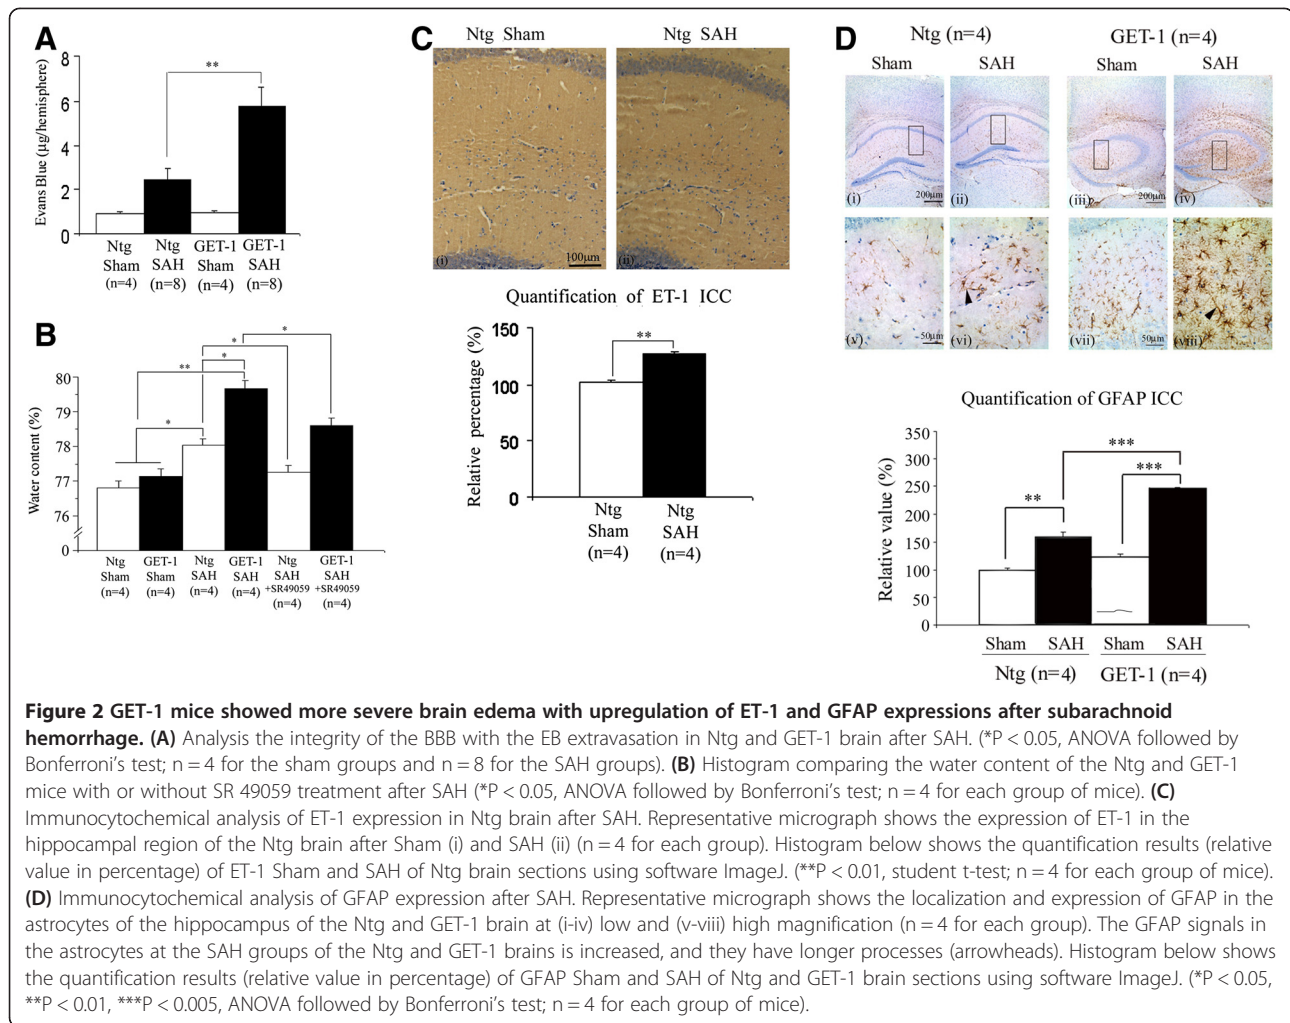 A
8
6
4
2
0
Evans Blue (µg/hemisphere)
**
Ntg Sham (n=4)
Ntg SAH (n=8)
GET-1 Sham (n=4)
GET-1 SAH (n=8)
B
80
79
78
77
76
0
Water content (%)
*
**
*
*
*
Ntg Sham (n=4)
GET-1 Sham (n=4)
Ntg SAH (n=4)
GET-1 SAH (n=4)
Ntg SAH +SR49059 (n=4)
GET-1 SAH +SR49059 (n=4)
C
Ntg Sham
Ntg SAH
(i)
100µm
(ii)
Quantification of ET-1 ICC
150
100
50
0
Relative percentage (%)
**
Ntg Sham (n=4)
Ntg SAH (n=4)
D
Ntg (n=4)
GET-1 (n=4)
Sham
SAH
Sham
SAH
(i)
200µm
(ii)
(iii)
200µm
(iv)
(v)
50µm
(vi)
(vii)
50µm
(viii)
Quantification of GFAP ICC
350
300
250
200
150
100
50
0
Relative value (%)
**
***
***
Sham
SAH
Sham
SAH
Ntg (n=4)
GET-1 (n=4)
Figure 2 GET-1 mice showed more severe brain edema with upregulation of ET-1 and GFAP expressions after subarachnoid
hemorrhage. (A) Analysis the integrity of the BBB with the EB extravasation in Ntg and GET-1 brain after SAH. (*P < 0.05, ANOVA followed by
Bonferroni's test; n = 4 for the sham groups and n = 8 for the SAH groups). (B) Histogram comparing the water content of the Ntg and GET-1
mice with or without SR 49059 treatment after SAH (*P < 0.05, ANOVA followed by Bonferroni's test; n = 4 for each group of mice). (C)
Immunocytochemical analysis of ET-1 expression in Ntg brain after SAH. Representative micrograph shows the expression of ET-1 in the
hippocampal region of the Ntg brain after Sham (i) and SAH (ii) (n = 4 for each group). Histogram below shows the quantification results (relative
value in percentage) of ET-1 Sham and SAH of Ntg brain sections using software ImageJ. (**P < 0.01, student t-test; n = 4 for each group of mice).
(D) Immunocytochemical analysis of GFAP expression after SAH. Representative micrograph shows the localization and expression of GFAP in the
astrocytes of the hippocampus of the Ntg and GET-1 brain at (i-iv) low and (v-viii) high magnification (n = 4 for each group). The GFAP signals in
the astrocytes at the SAH groups of the Ntg and GET-1 brains is increased, and they have longer processes (arrowheads). Histogram below shows
the quantification results (relative value in percentage) of GFAP Sham and SAH of Ntg and GET-1 brain sections using software ImageJ. (*P < 0.05,
**P < 0.01, ***P < 0.005, ANOVA followed by Bonferroni's test; n = 4 for each group of mice).